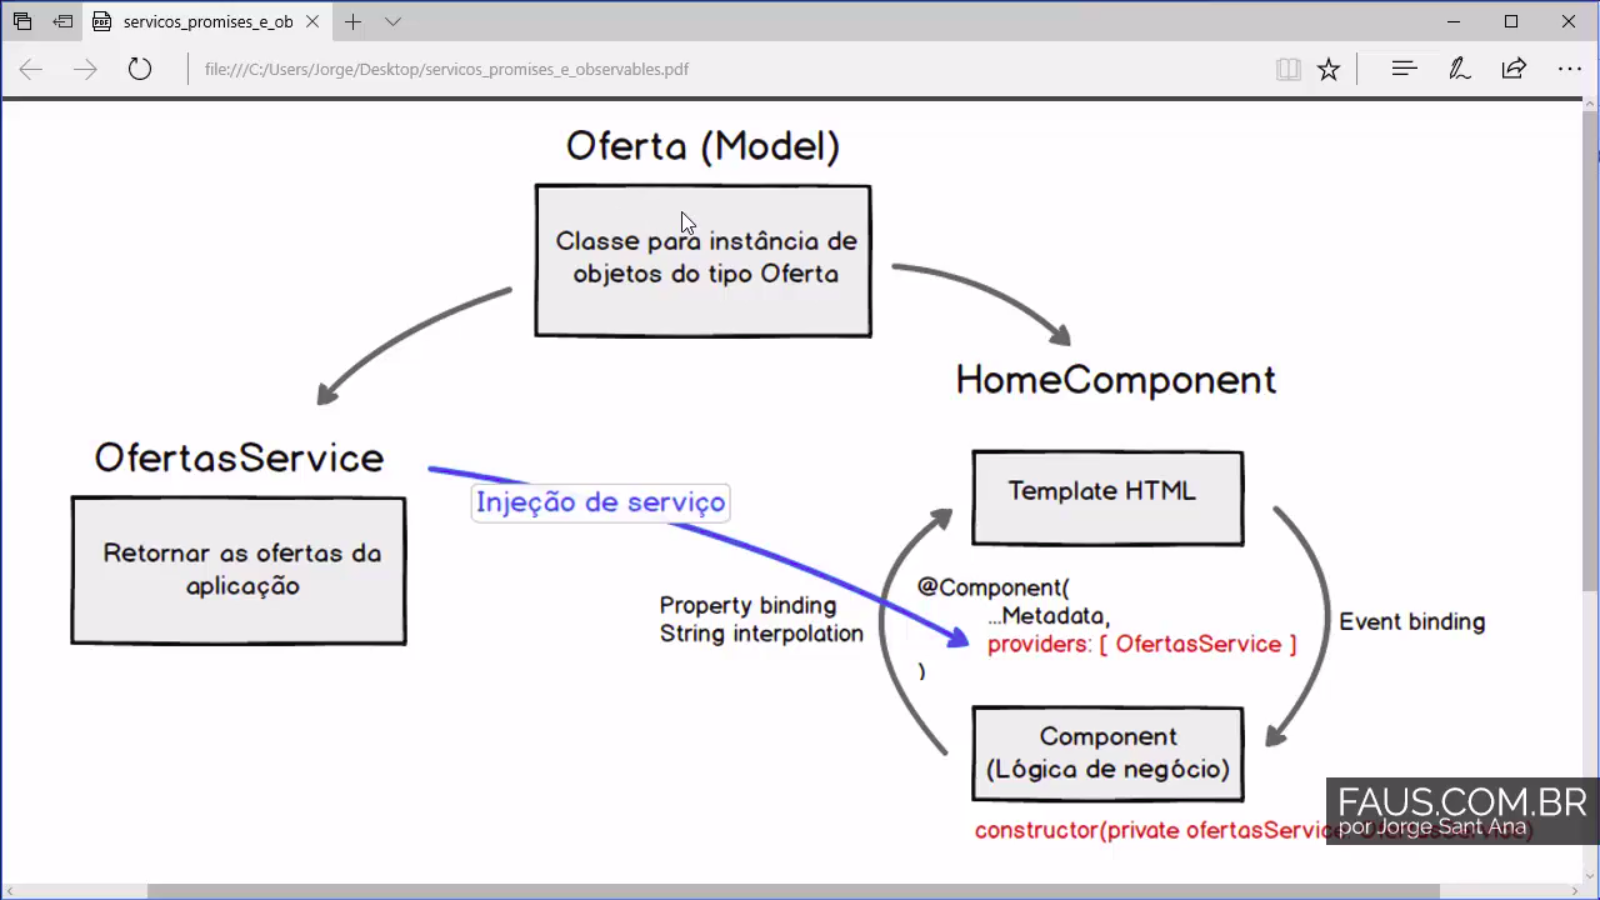 servicos_promises_e_ob
file:///C:/Users/Jorge/Desktop/servicos_promises_e_observables.pdf
Oferta (Model)
Classe para instância de
objetos do tipo Oferta
HomeComponent
OfertasService
Injeção de serviço
Template HTML
Retornar as ofertas da
aplicação
@Component(
...Metadata,
providers: [ OfertasService ]
)
Property binding
String interpolation
Event binding
Component
(Lógica de negócio)
constructor(private ofertasService: OfertasService)
FAUS.COM.BR
por Jorge Sant Ana